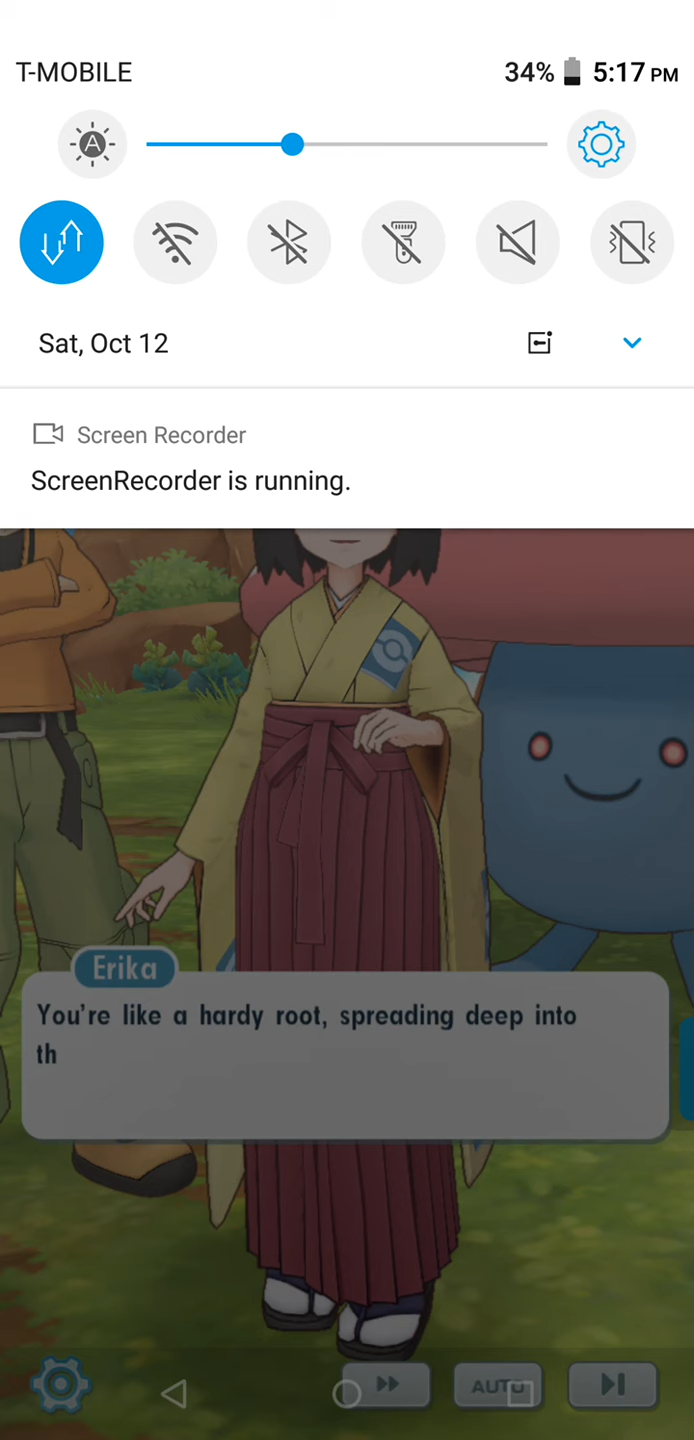 T-MOBILE
34% 5:17 PM
A
Sat, Oct 12
Screen Recorder
ScreenRecorder is running.
Erika
You're like a hardy root, spreading deep into
th
AUTO